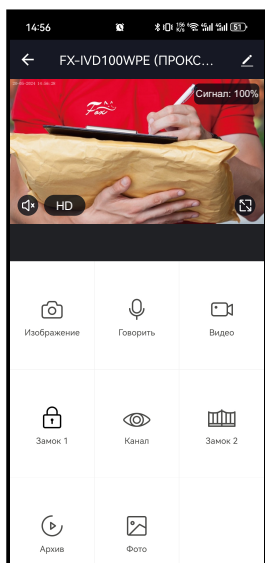 14:56
51
FX-IVD100WPE (ПРОКС...
Сигнал: 100%
Fox
HD
Изображение
Говорить
Видео
Замок 1
Канал
Замок 2
Архив
Фото